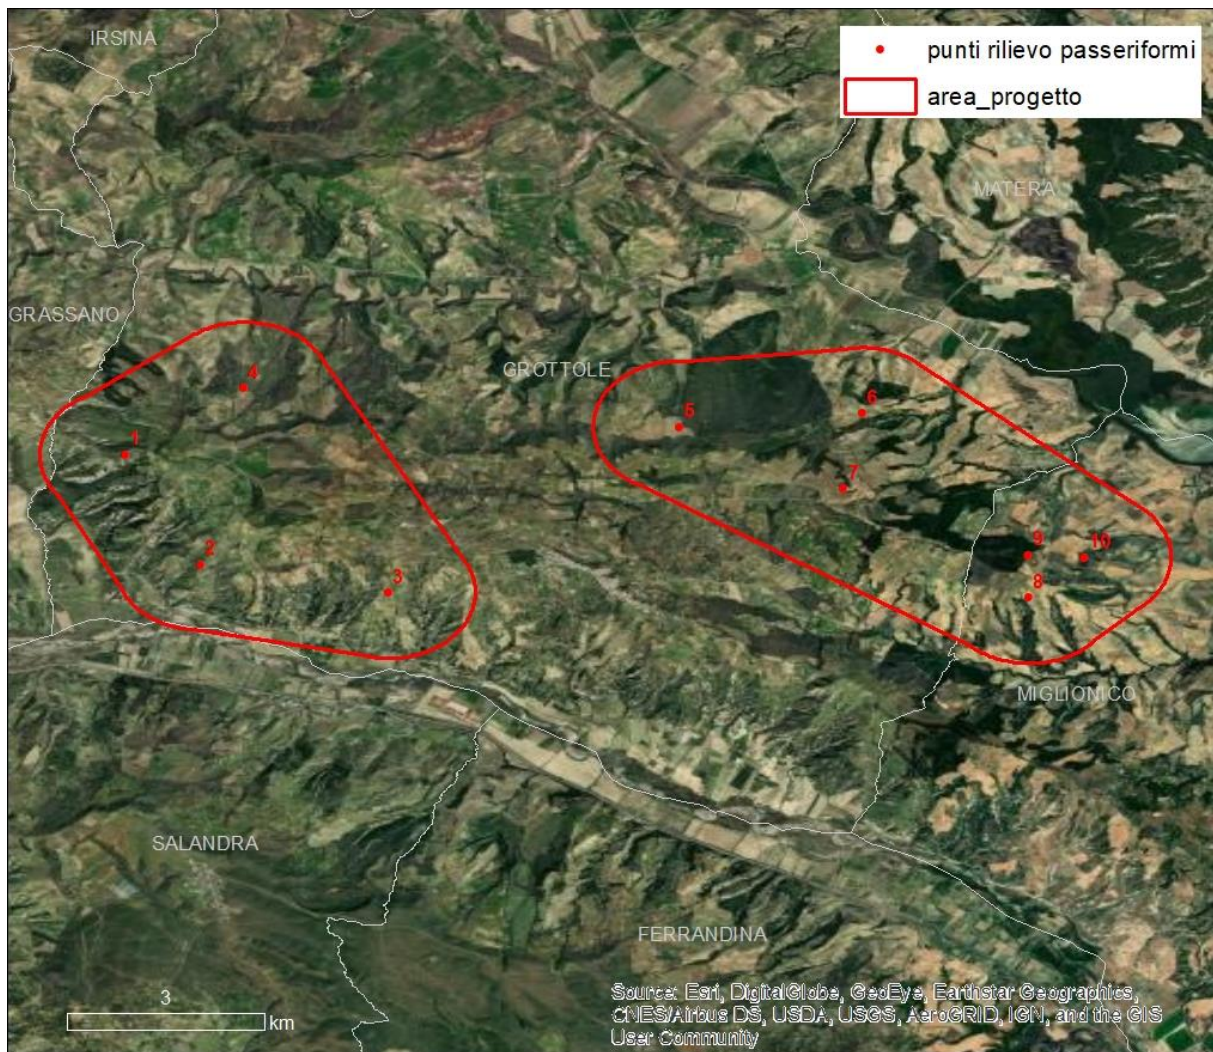 IRSINA
punti rilievo passeriformi
area_progetto
MATERA
GRASSANO
GROTTOLE
4
5
6
1
7
2
3
9
10
8
MIGLIONICO
SALANDRA
FERRANDINA
3
km
Source: Esri, DigitalGlobe, GeoEye, Earthstar Geographics,
CNES/Airbus DS, USDA, USGS, AeroGRID, IGN, and the GIS
User Community